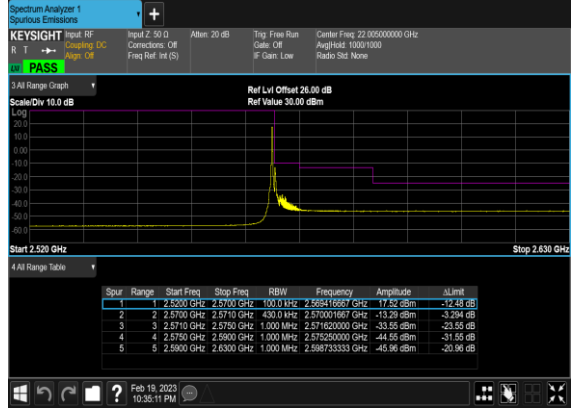 Spectrum Analyzer 1
Spurious Emissions
+
KEYSIGHT Input: RF Input Z: 50 Ω Atten: 20 dB Trig: Free Run Center Freq: 22.005000000 GHz
R T Coupling: DC Corrections: Off Gate: Off Avg|Hold: 1000/1000
Align: Off Freq Ref: Int (S) IF Gain: Low Radio Std: None
PASS
3 All Range Graph Ref Lvl Offset 26.00 dB
Scale/Div 10.0 dB Ref Value 30.00 dBm
Log
20.0
10.0
0.00
-10.0
-20.0
-30.0
-40.0
-50.0
-60.0
Start 2.520 GHz Stop 2.630 GHz
4 All Range Table
Spur Range Start Freq Stop Freq RBW Frequency Amplitude ΔLimit
1 1 2.5200 GHz 2.5700 GHz 100.0 kHz 2.569416667 GHz 17.52 dBm -12.48 dB
2 2 2.5700 GHz 2.5710 GHz 430.0 kHz 2.570001667 GHz -13.29 dBm -3.294 dB
3 3 2.5710 GHz 2.5750 GHz 1.000 MHz 2.571620000 GHz -33.55 dBm -23.55 dB
4 4 2.5750 GHz 2.5900 GHz 1.000 MHz 2.575250000 GHz -44.55 dBm -31.55 dB
5 5 2.5900 GHz 2.6300 GHz 1.000 MHz 2.598733333 GHz -45.96 dBm -20.96 dB
? Feb 19, 2023
10:35:11 PM